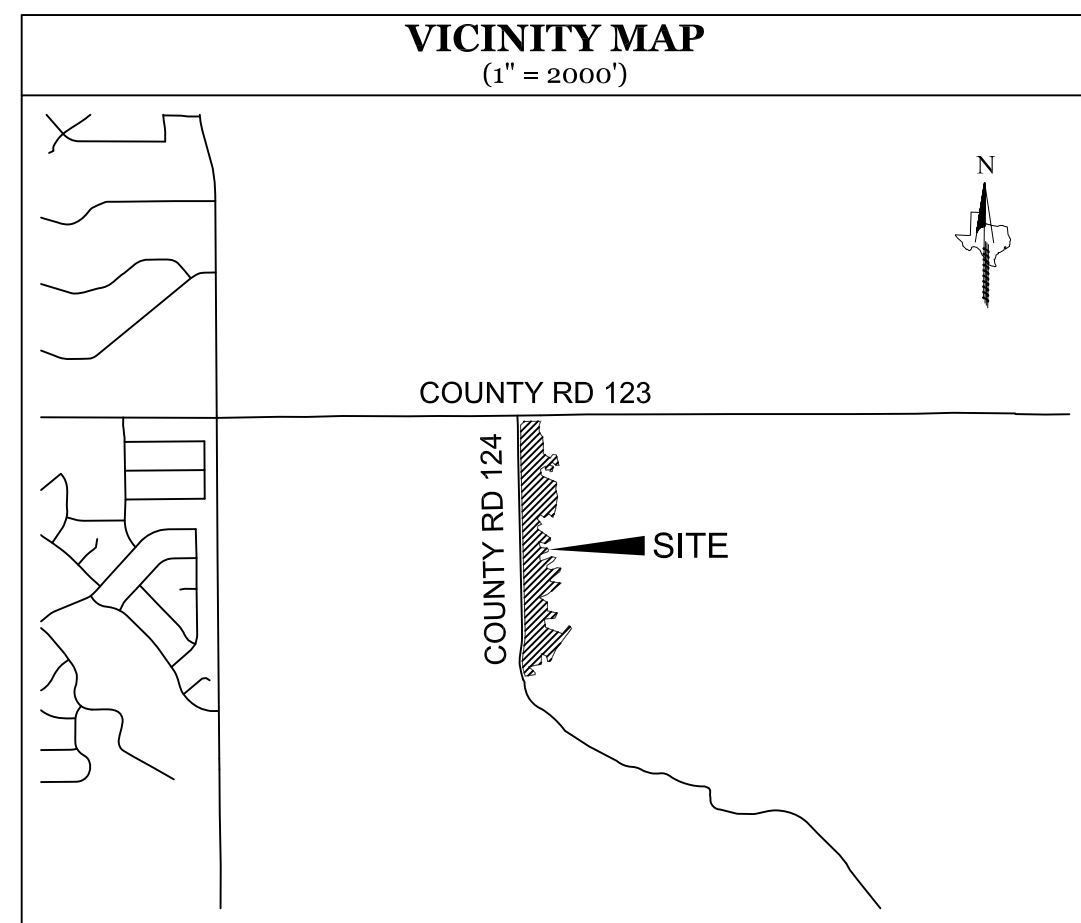 VICINITY MAP
(1" = 2000')
N
COUNTY RD 123
COUNTY RD 124
SITE